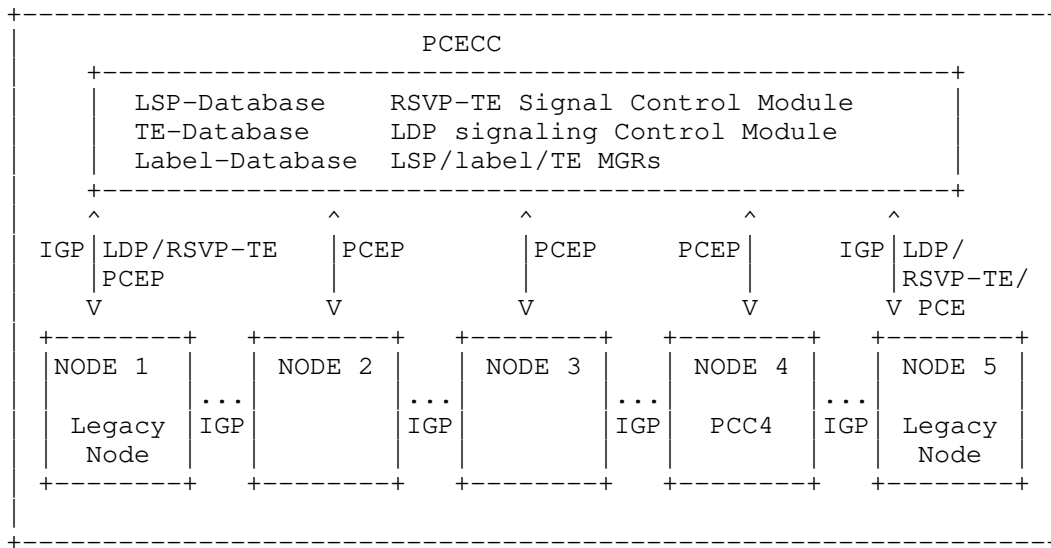 PCECC
LSP-Database RSVP-TE Signal Control Module
TE-Database LDP signaling Control Module
Label-Database LSP/label/TE MGRs
^ ^ ^ ^ ^
IGP LDP/RSVP-TE PCEP PCEP PCEP IGP LDP/
PCEP RSVP-TE/
V V V V V PCE
NODE 1 NODE 2 NODE 3 NODE 4 NODE 5
... ... ... ...
Legacy IGP IGP IGP PCC4 IGP Legacy
Node Node